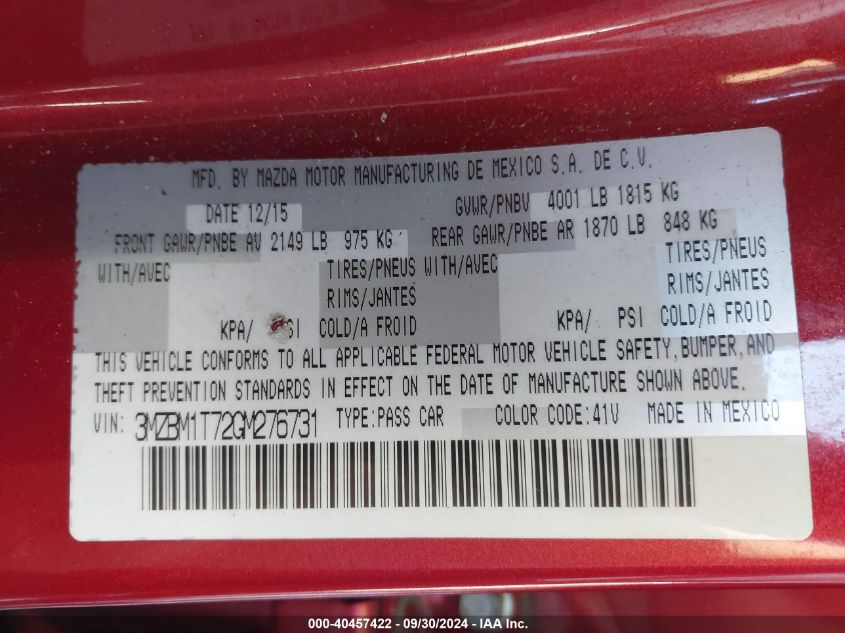 MFD. BY MAZDA MOTOR MANUFACTURING DE MEXICO S.A. DE C.V.
DATE 12/15 GVWR/PNBV 4001 LB 1815 KG
FRONT GAWR/PNBE AV 2149 LB 975 KG REAR GAWR/PNBE AR 1870 LB 848 KG
WITH/AVEC TIRES/PNEUS WITH/AVEC TIRES/PNEUS
RIMS/JANTES RIMS/JANTES
KPA/ SI COLD/A FROID KPA/ PSI COLD/A FROID
THIS VEHICLE CONFORMS TO ALL APPLICABLE FEDERAL MOTOR VEHICLE SAFETY, BUMPER, AND
THEFT PREVENTION STANDARDS IN EFFECT ON THE DATE OF MANUFACTURE SHOWN ABOVE.
VIN: 3MZBM1T72GM276731 TYPE:PASS CAR COLOR CODE:41V MADE IN MEXICO
000-40457422 - 09/30/2024 - IAA Inc.